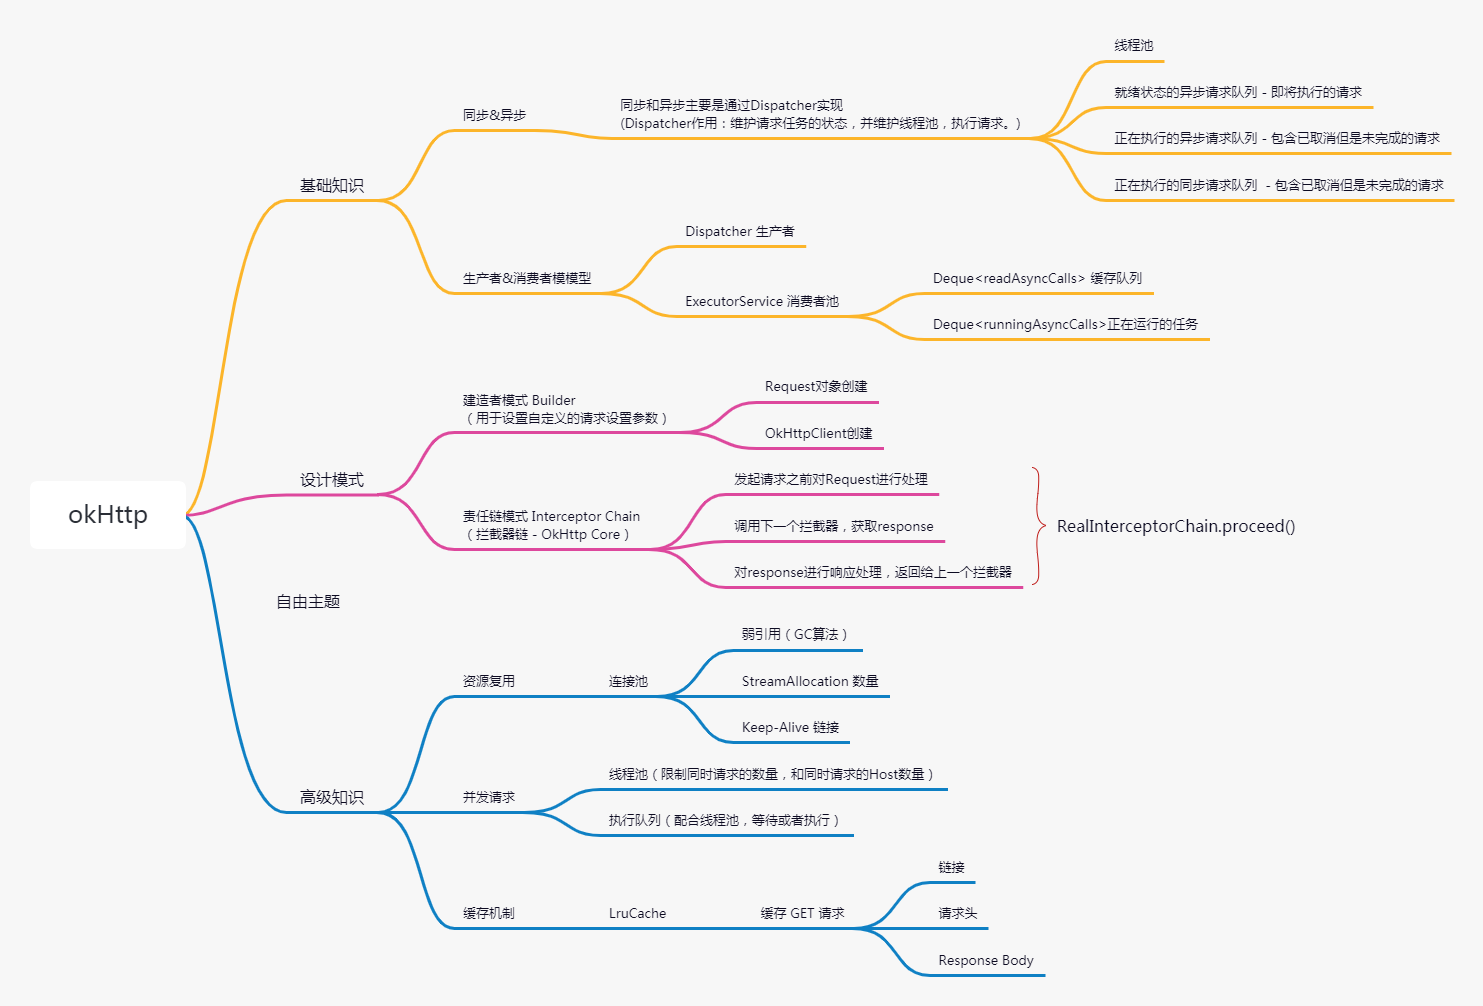 okHttp
基础知识
同步&异步
同步和异步主要是通过Dispatcher实现
(Dispatcher作用：维护请求任务的状态，并维护线程池，执行请求。)
线程池
就绪状态的异步请求队列 - 即将执行的请求
正在执行的异步请求队列 - 包含已取消但是未完成的请求
正在执行的同步请求队列 - 包含已取消但是未完成的请求
生产者&消费者模模型
Dispatcher 生产者
ExecutorService 消费者池
Deque<readAsyncCalls> 缓存队列
Deque<runningAsyncCalls>正在运行的任务
设计模式
建造者模式 Builder
（用于设置自定义的请求设置参数）
Request对象创建
OkHttpClient创建
责任链模式 Interceptor Chain
（拦截器链 - OkHttp Core）
发起请求之前对Request进行处理
调用下一个拦截器，获取response
对response进行响应处理，返回给上一个拦截器
RealInterceptorChain.proceed()
自由主题
高级知识
资源复用
连接池
弱引用（GC算法）
StreamAllocation 数量
Keep-Alive 链接
并发请求
线程池（限制同时请求的数量，和同时请求的Host数量）
执行队列（配合线程池，等待或者执行）
缓存机制
LruCache
缓存 GET 请求
链接
请求头
Response Body